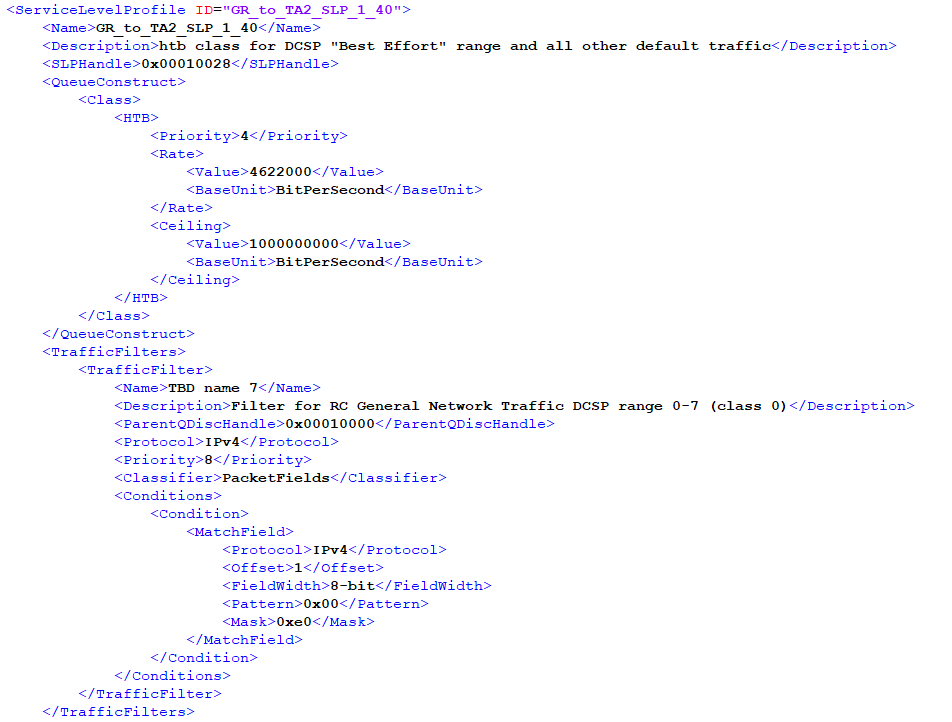 <ServiceLevelProfile ID="GR_to_TA2_SLP_1_40">
<Name>GR_to_TA2_SLP_1_40</Name>
<Description>htb class for DCSP "Best Effort" range and all other default traffic</Description>
<SLPHandle>0x00010028</SLPHandle>
<QueueConstruct>
<Class>
<HTB>
<Priority>4</Priority>
<Rate>
<Value>4622000</Value>
<BaseUnit>BitPerSecond</BaseUnit>
</Rate>
<Ceiling>
<Value>1000000000</Value>
<BaseUnit>BitPerSecond</BaseUnit>
</Ceiling>
</HTB>
</Class>
</QueueConstruct>
<TrafficFilters>
<TrafficFilter>
<Name>TBD name 7</Name>
<Description>Filter for RC General Network Traffic DCSP range 0-7 (class 0)</Description>
<ParentQDiscHandle>0x00010000</ParentQDiscHandle>
<Protocol>IPv4</Protocol>
<Priority>8</Priority>
<Classifier>PacketFields</Classifier>
<Conditions>
<Condition>
<MatchField>
<Protocol>IPv4</Protocol>
<Offset>1</Offset>
<FieldWidth>8-bit</FieldWidth>
<Pattern>0x00</Pattern>
<Mask>0xe0</Mask>
</MatchField>
</Condition>
</Conditions>
</TrafficFilter>
</TrafficFilters>